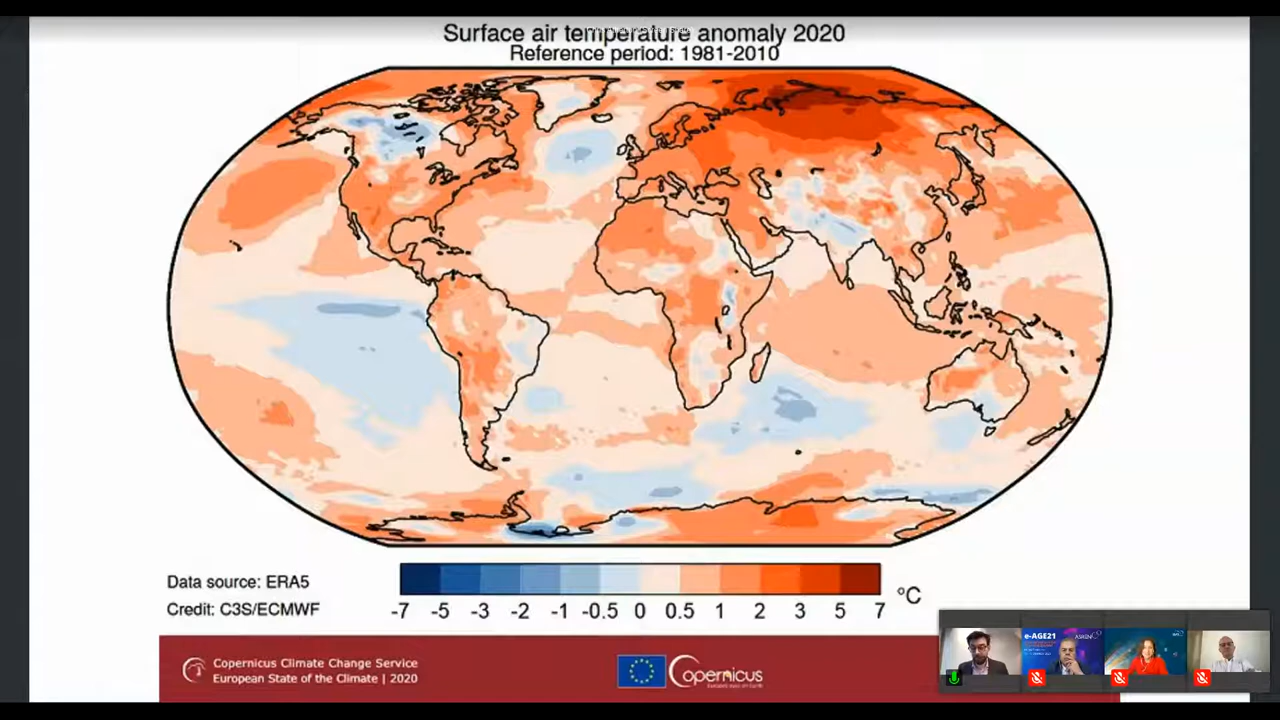 Surface air temperature anomaly 2020
Reference period: 1981-2010
Data source: ERA5
Credit: C3S/ECMWF
-7 -5 -3 -2 -1 -0.5 0 0.5 1 2 3 5 7 °C
Copernicus Climate Change Service
European State of the Climate | 2020
Copernicus
e-AGE21